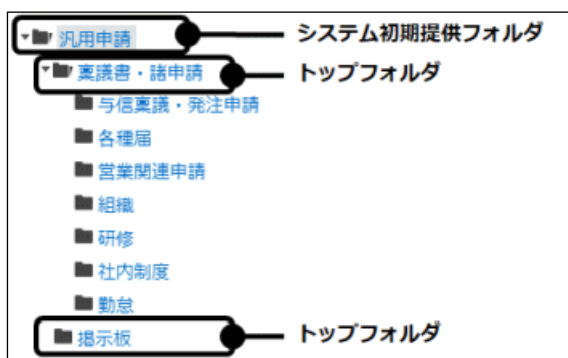 汎用申請 システム初期提供フォルダ
稟議書・諸申請 トップフォルダ
与信稟議・発注申請
各種届
営業関連申請
組織
研修
社内制度
勤怠
掲示板 トップフォルダ